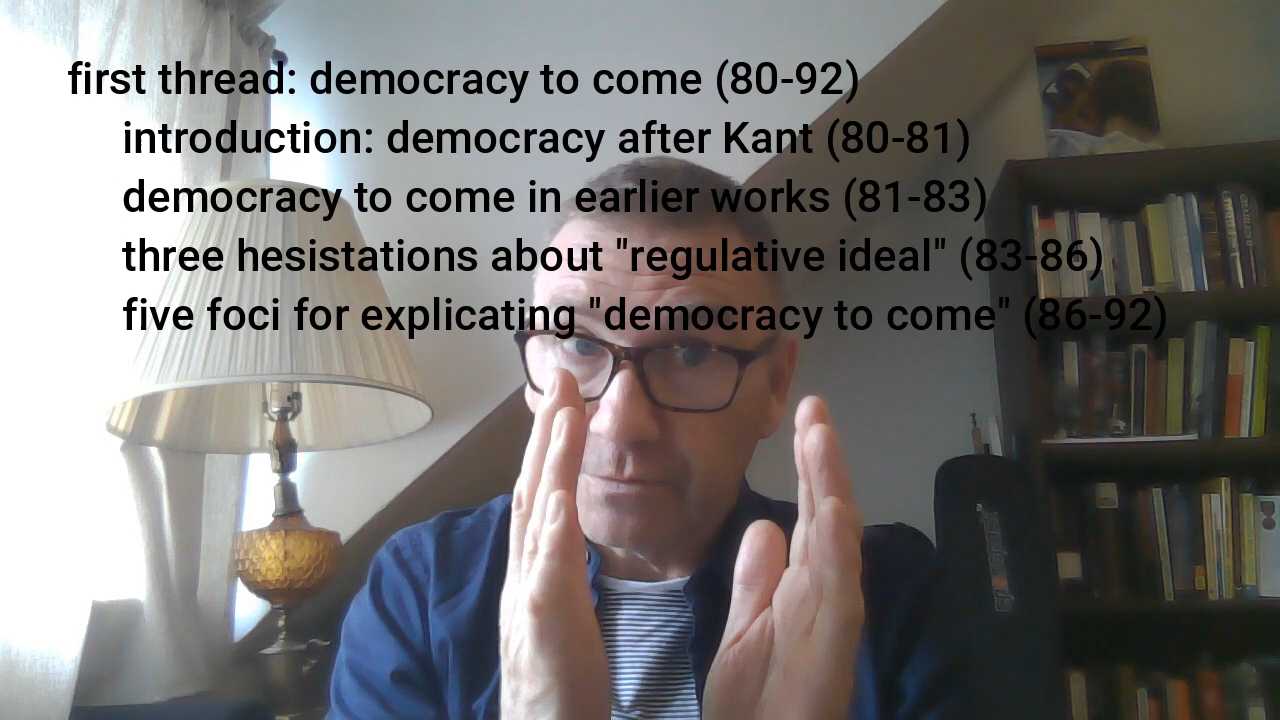 first thread: democracy to come (80-92)
introduction: democracy after Kant (80-81)
democracy to come in earlier works (81-83)
three hesistations about "regulative ideal" (83-86)
five foci for explicating "democracy to come" (86-92)